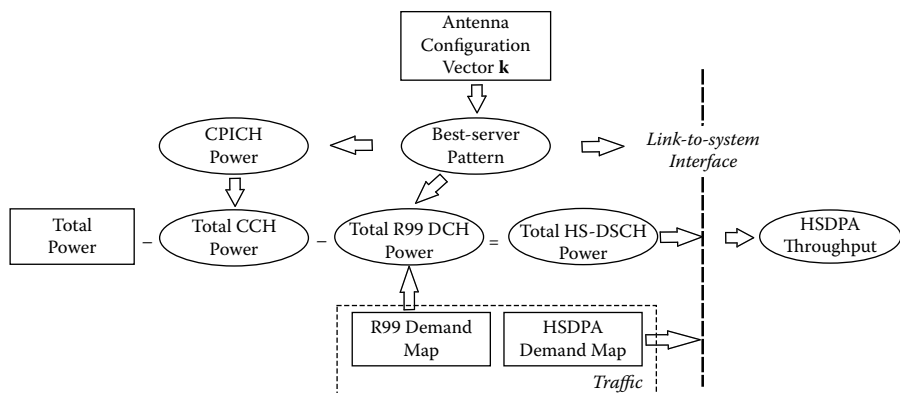 Antenna
Configuration
Vector k
CPICH
Power
Best-server
Pattern
Link-to-system
Interface
Total
Power
–
Total CCH
Power
–
Total R99 DCH
Power
=
Total HS-DSCH
Power
HSDPA
Throughput
R99 Demand
Map
HSDPA
Demand Map
Traffic